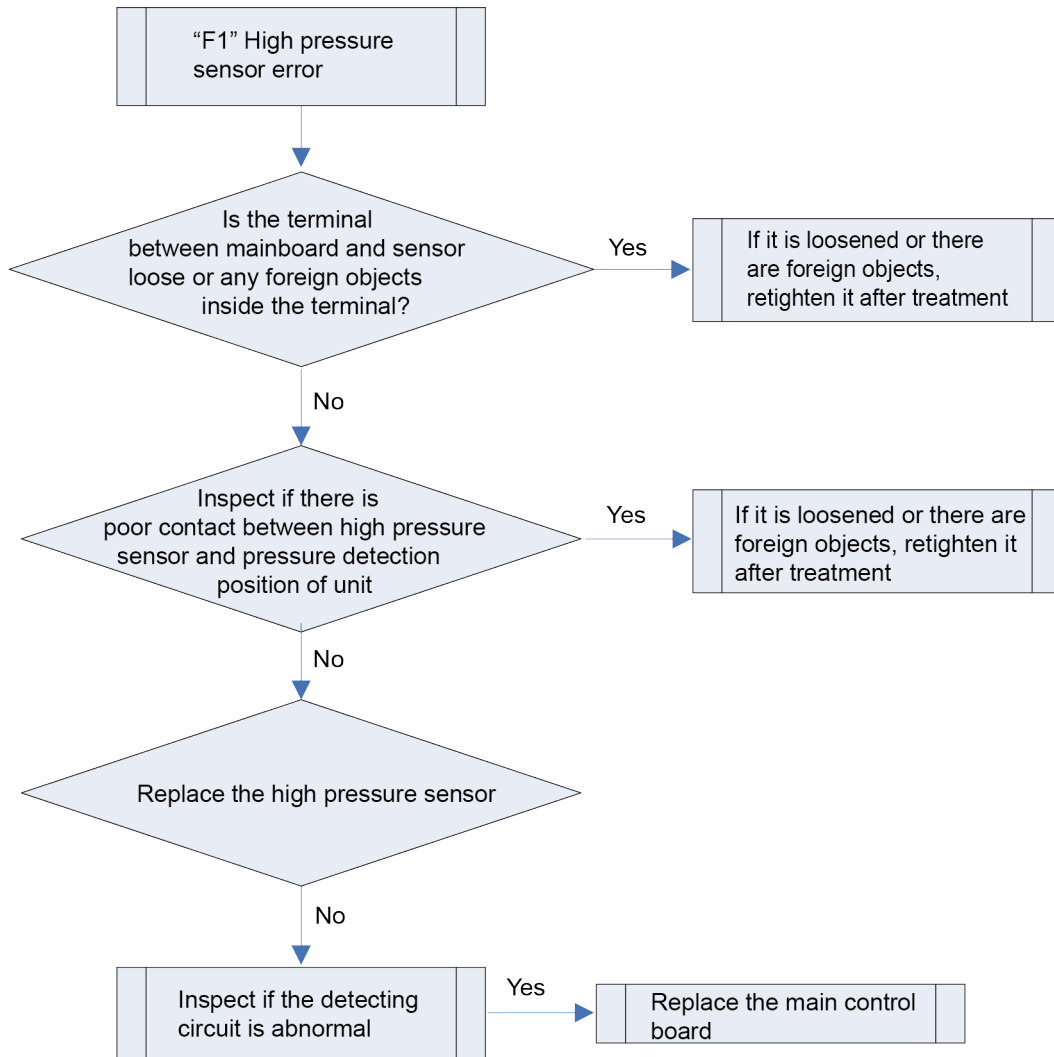 “F1” High pressure
sensor error
Is the terminal
between mainboard and sensor
loose or any foreign objects
inside the terminal?
Yes
If it is loosened or there
are foreign objects,
retighten it after treatment
No
Inspect if there is
poor contact between high pressure
sensor and pressure detection
position of unit
Yes
If it is loosened or there are
foreign objects, retighten it
after treatment
No
Replace the high pressure sensor
No
Inspect if the detecting
circuit is abnormal
Yes
Replace the main control
board